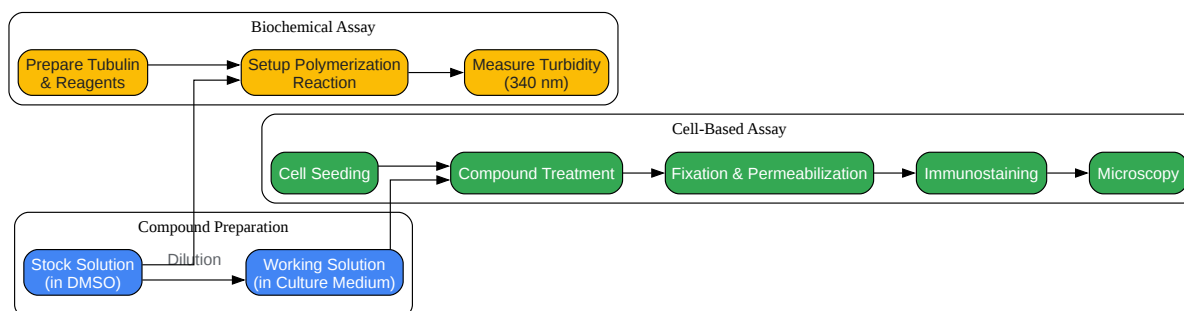 Biochemical Assay
Prepare Tubulin
& Reagents
Setup Polymerization
Reaction
Measure Turbidity
(340 nm)
Cell-Based Assay
Cell Seeding
Compound Treatment
Fixation & Permeabilization
Immunostaining
Microscopy
Compound Preparation
Stock Solution
(in DMSO)
Dilution
Working Solution
(in Culture Medium)